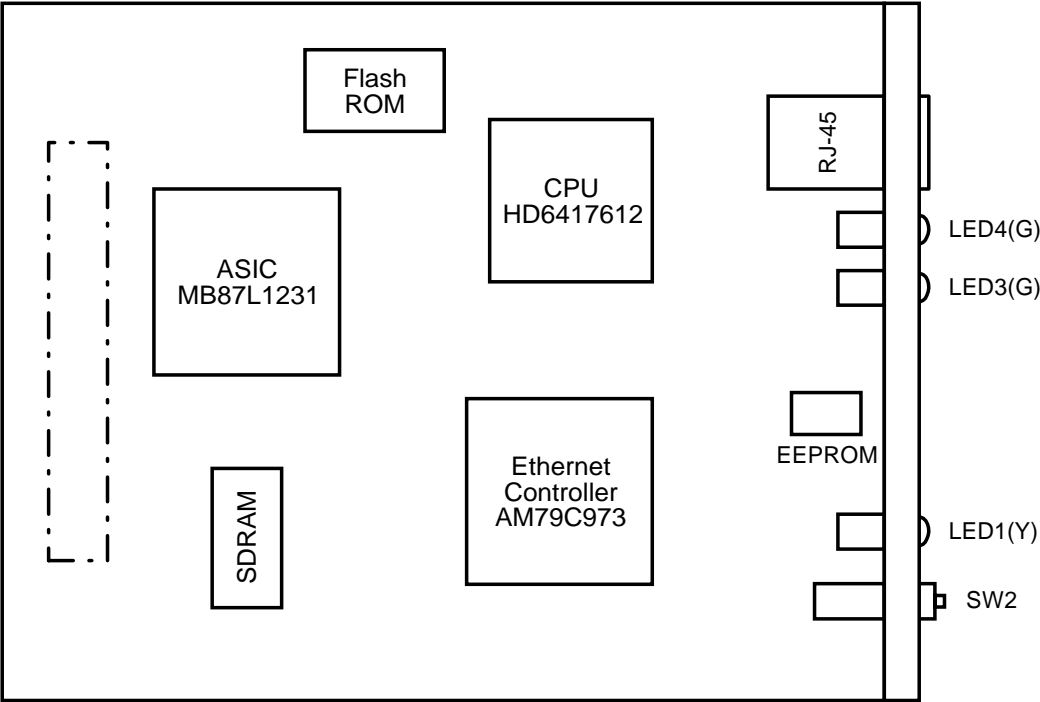 Flash
ROM
RJ-45
CPU
HD6417612
LED4(G)
ASIC
MB87L1231
LED3(G)
EEPROM
Ethernet
Controller
AM79C973
SDRAM
LED1(Y)
SW2